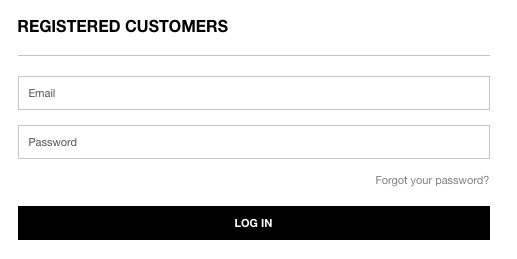 REGISTERED CUSTOMERS
Email
Password
Forgot your password?
LOG IN